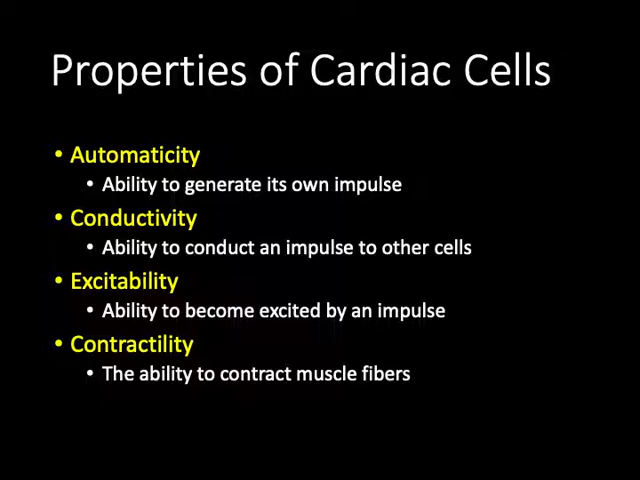 Properties of Cardiac Cells
• Automaticity
• Ability to generate its own impulse
• Conductivity
• Ability to conduct an impulse to other cells
• Excitability
• Ability to become excited by an impulse
• Contractility
• The ability to contract muscle fibers